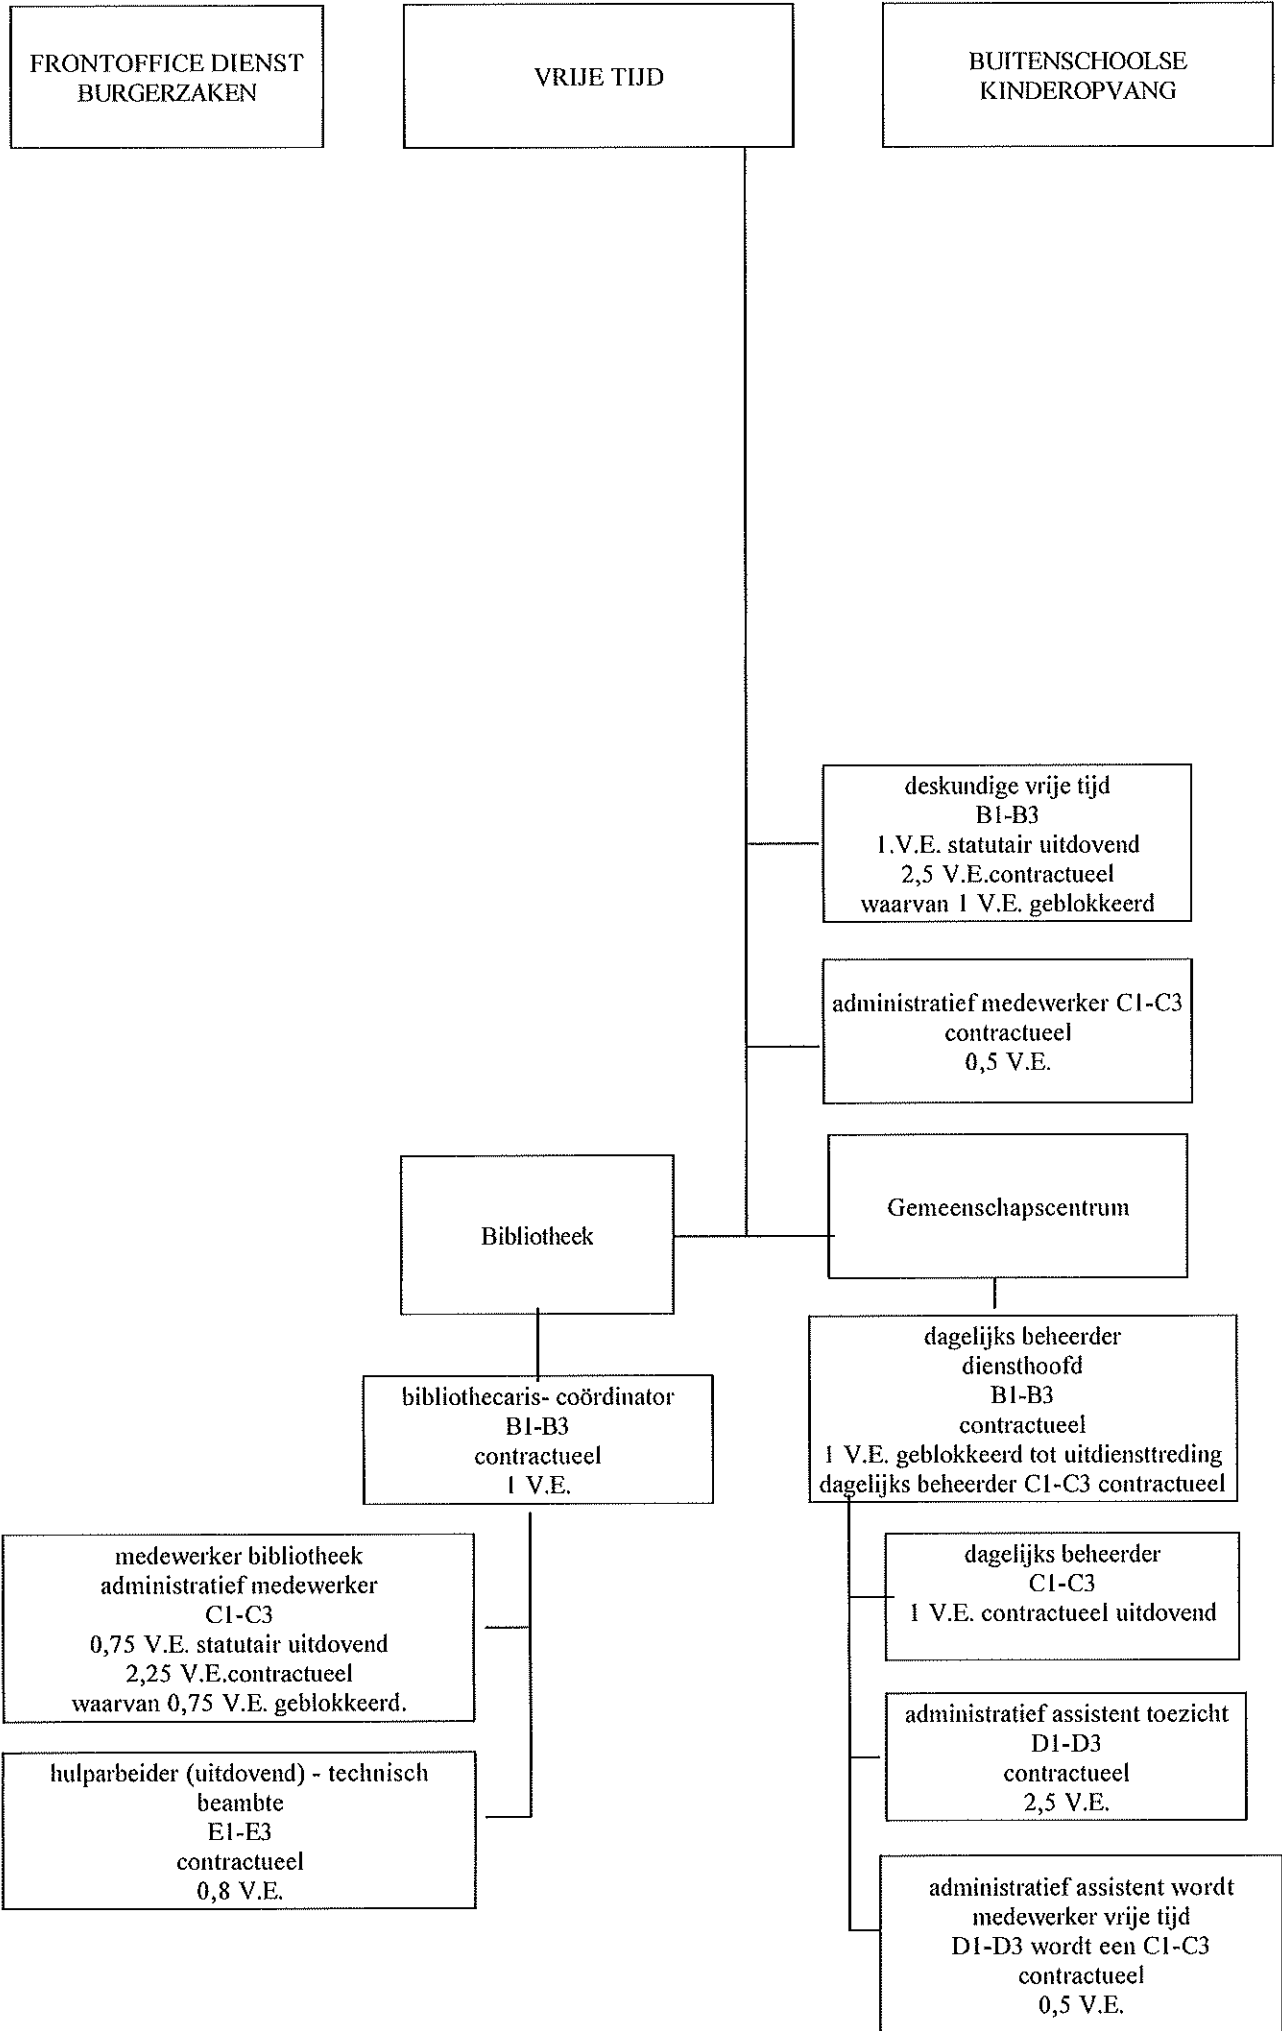 FRONTOFFICE DIENST
BURGERZAKEN
VRIJE TIJD
BUITENSCHOOLSE
KINDEROPVANG
deskundige vrije tijd
B1-B3
1.V.E. statutair uitdovend
2,5 V.E.contractueel
waarvan 1 V.E. geblokkeerd
administratief medewerker C1-C3
contractueel
0,5 V.E.
Bibliotheek
Gemeenschapscentrum
bibliothecaris- coördinator
B1-B3
contractueel
1 V.E.
medewerker bibliotheek
administratief medewerker
C1-C3
0,75 V.E. statutair uitdovend
2,25 V.E.contractueel
waarvan 0,75 V.E. geblokkeerd.
hulparbeider (uitdovend) - technisch
beambte
E1-E3
contractueel
0,8 V.E.
dagelijks beheerder
diensthoofd
B1-B3
contractueel
1 V.E. geblokkeerd tot uitdiensttreding
dagelijks beheerder C1-C3 contractueel
dagelijks beheerder
C1-C3
1 V.E. contractueel uitdovend
administratief assistent toezicht
D1-D3
contractueel
2,5 V.E.
administratief assistent wordt
medewerker vrije tijd
D1-D3 wordt een C1-C3
contractueel
0,5 V.E.